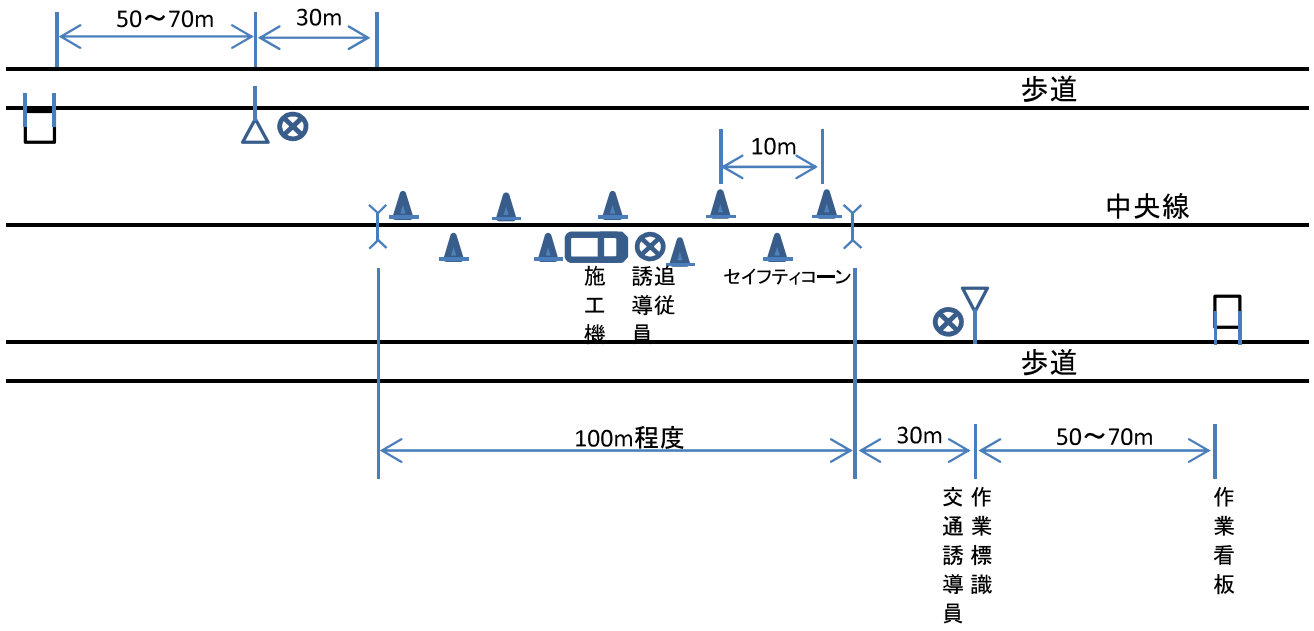 50～70m
30m
歩道
10m
中央線
施工機
誘導員
追従
セイフティコーン
歩道
100m程度
30m
50～70m
交通誘導員
作業標識
作業看板